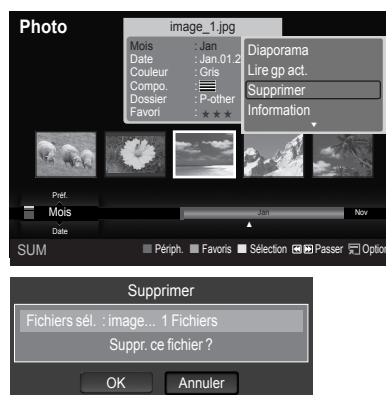 Photo
image_1.jpg
Mois : Jan
Date : Jan.01.2
Couleur : Gris
Compo. :
Dossier : P-other
Favori : ★ ★ ★
Diaporama
Lire gp act.
Supprimer
Information
Préf.
Mois
Date
Jan
Nov
SUM
Périph. Favoris Sélection Passer Option
Supprimer
Fichiers sél. : image... 1 Fichiers
Suppr. ce fichier ?
OK Annuler